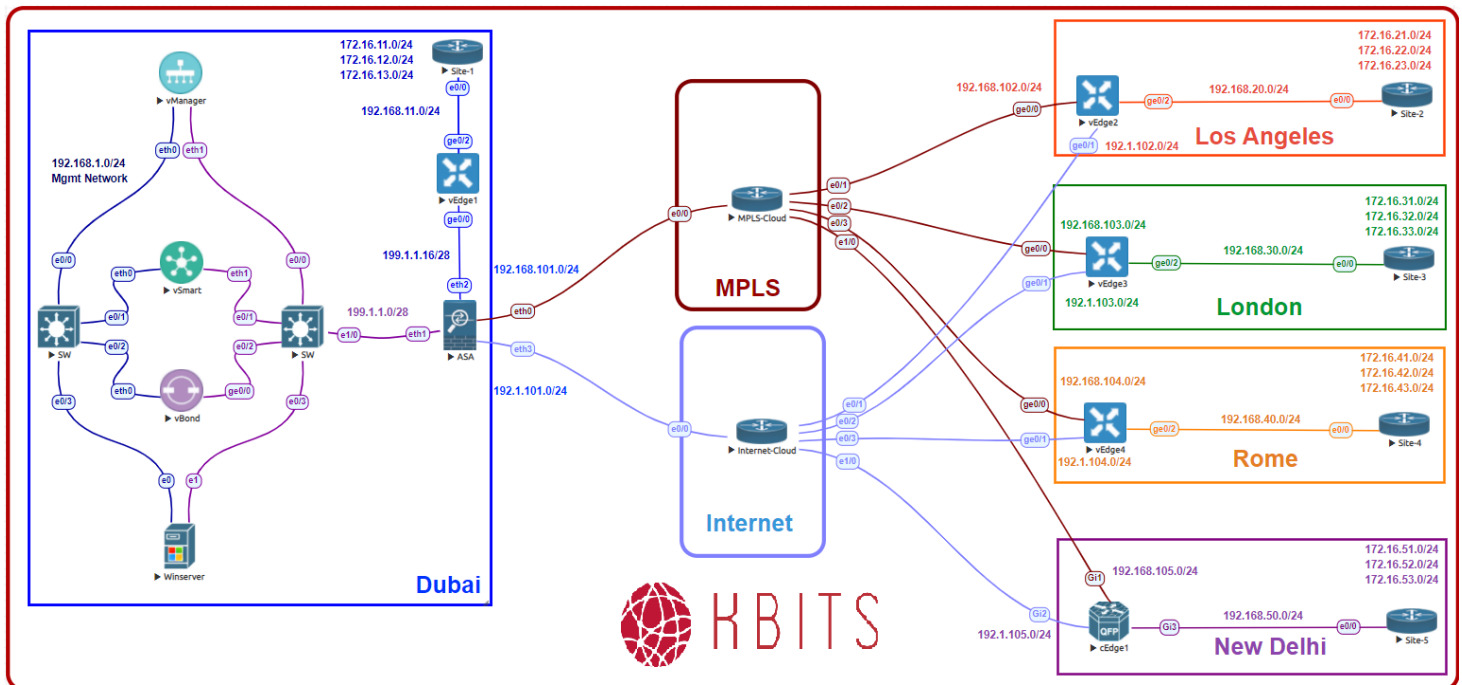 172.16.11.0/24
172.16.12.0/24
172.16.13.0/24
Site-1
e0/0
192.168.11.0/24
ge0/2
vEdge1
ge0/0
199.1.1.16/28
eth2
vManager
eth0
eth1
192.168.1.0/24
Mgmt Network
e0/0
e0/0
eth0
eth1
vSmart
e0/1
e0/1
SW
SW
e0/2
e0/2
eth0
ge0/0
vBond
e0/3
e0/3
e0
e1
Winserver
199.1.1.0/28
e1/0
eth1
ASA
192.168.101.0/24
eth0
eth3
192.1.101.0/24
Dubai
e0/0
MPLS-Cloud
e0/1
e0/2
e0/3
e1/0
MPLS
e0/0
Internet-Cloud
e0/1
e0/2
e0/3
e1/0
Internet
KBITS
192.168.102.0/24
ge0/0
vEdge2
ge0/1
192.1.102.0/24
ge0/2
192.168.20.0/24
e0/0
Site-2
172.16.21.0/24
172.16.22.0/24
172.16.23.0/24
Los Angeles
172.16.31.0/24
172.16.32.0/24
172.16.33.0/24
192.168.103.0/24
ge0/0
vEdge3
ge0/1
192.1.103.0/24
ge0/2
192.168.30.0/24
e0/0
Site-3
London
172.16.41.0/24
172.16.42.0/24
172.16.43.0/24
192.168.104.0/24
ge0/0
vEdge4
ge0/1
192.1.104.0/24
ge0/2
192.168.40.0/24
e0/0
Site-4
Rome
172.16.51.0/24
172.16.52.0/24
172.16.53.0/24
Gi1
192.168.105.0/24
Gi2
192.1.105.0/24
QFP
cEdge1
Gi3
192.168.50.0/24
e0/0
Site-5
New Delhi